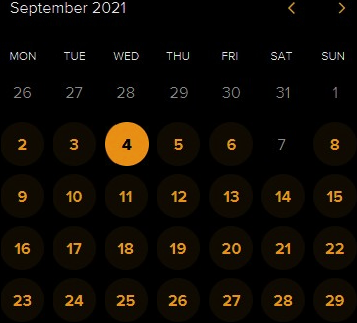 September 2021 < >
MON TUE WED THU FRI SAT SUN
26 27 28 29 30 31 1
2 3 4 5 6 7 8
9 10 11 12 13 14 15
16 17 18 19 20 21 22
23 24 25 26 27 28 29